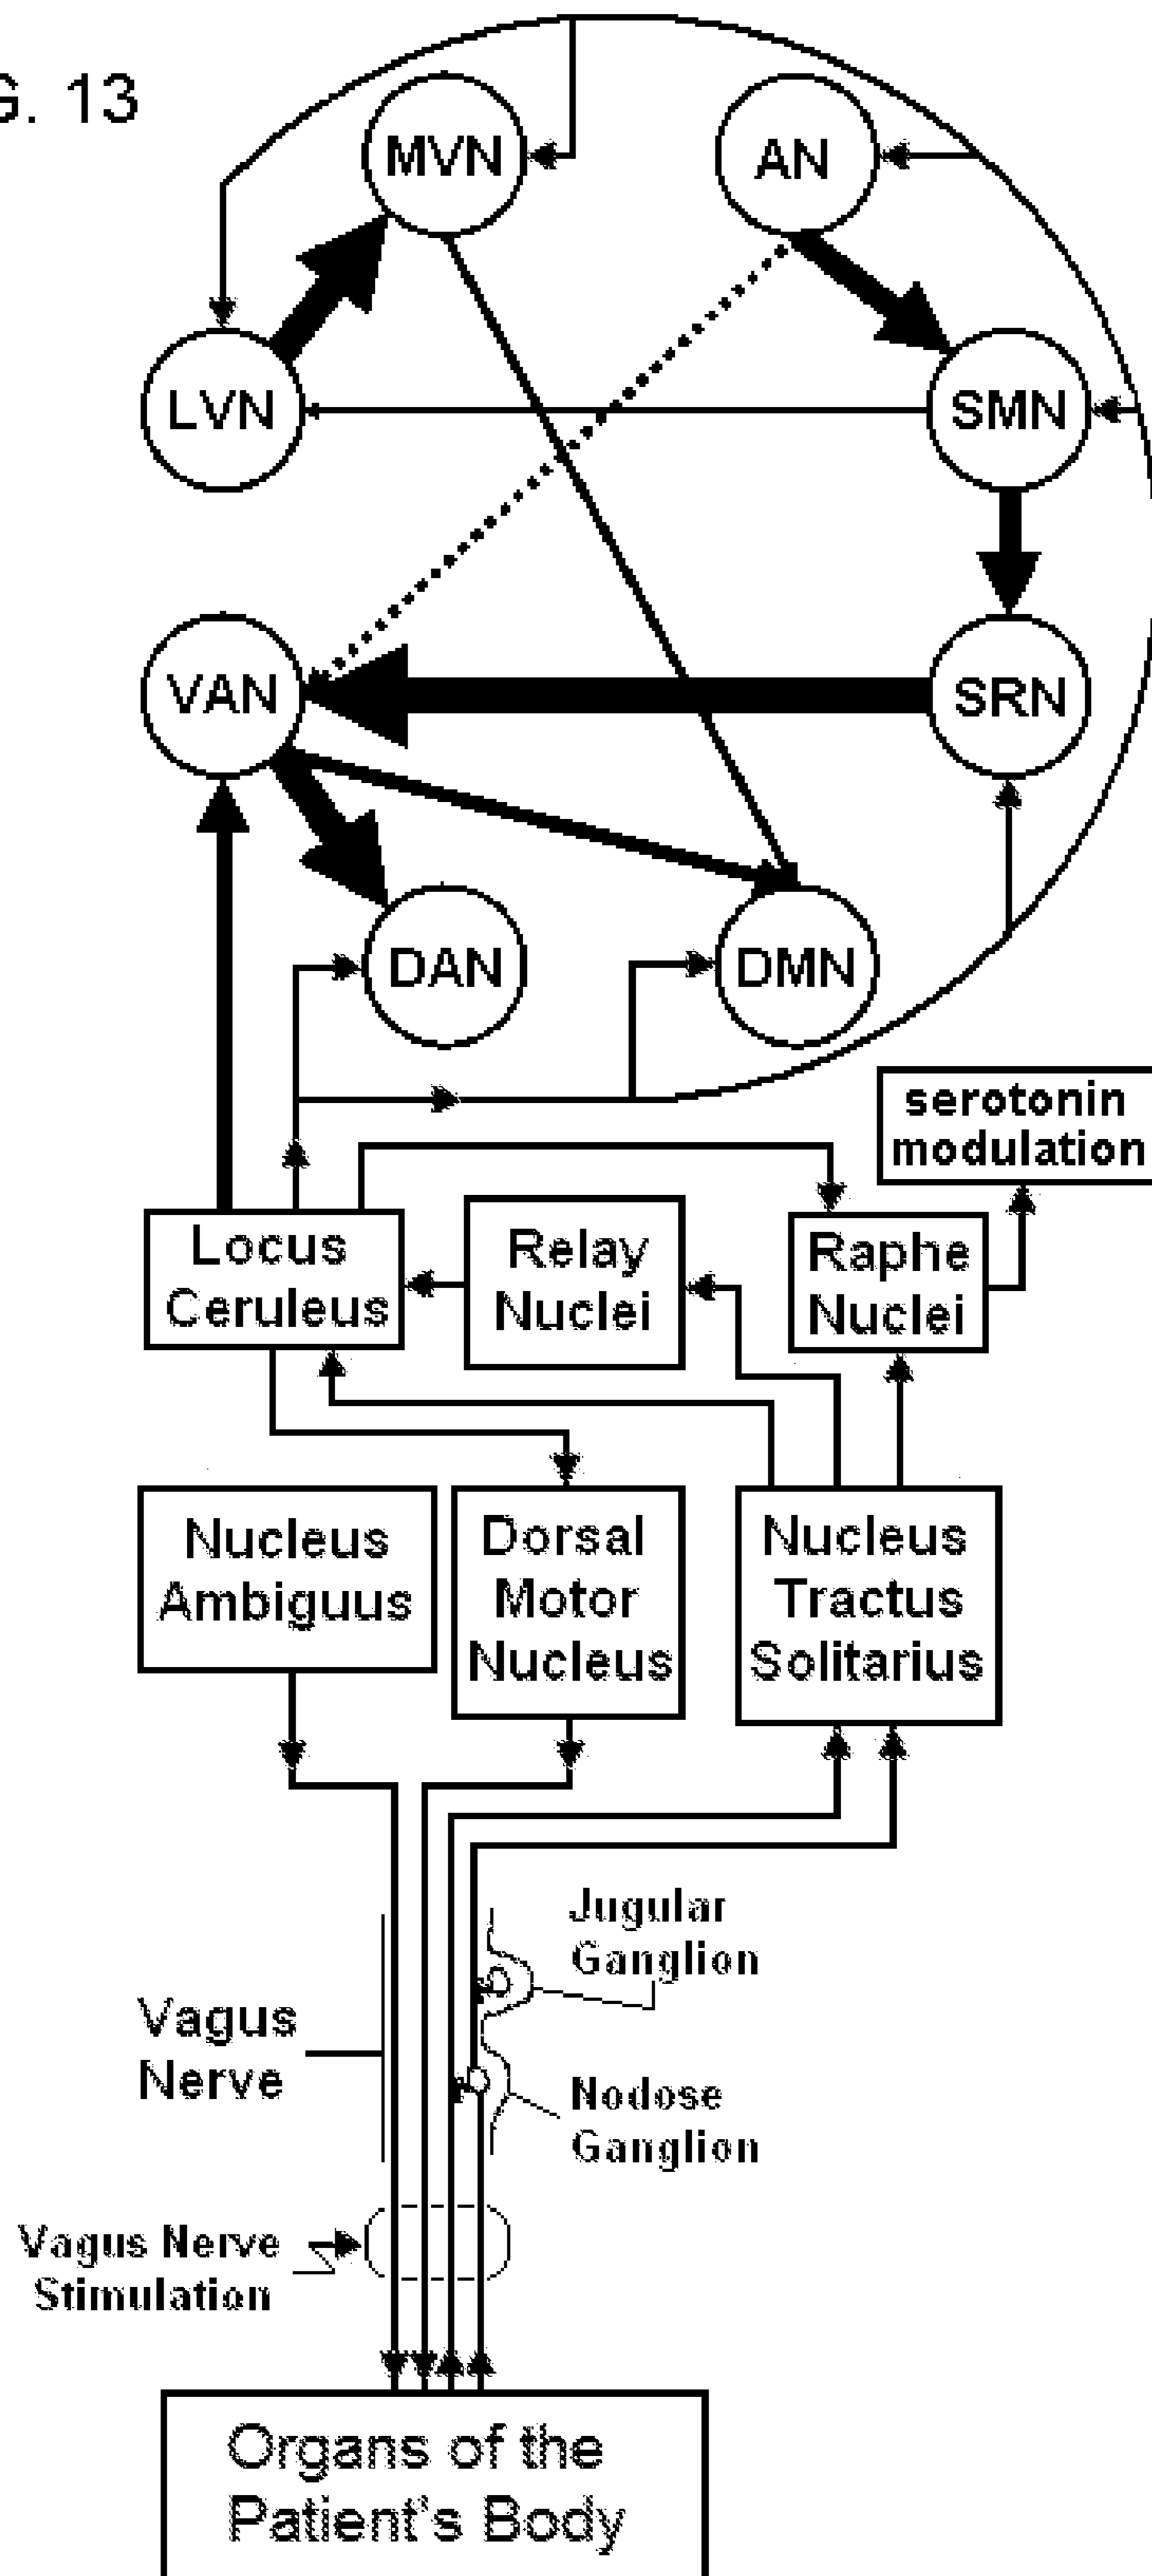 G. 13
MVN
AN
LVN
SMN
VAN
SRN
DAN
DMN
serotonin
modulation
Locus
Ceruleus
Relay
Nuclei
Raphe
Nuclei
Nucleus
Ambiguus
Dorsal
Motor
Nucleus
Nucleus
Tractus
Solitarius
Jugular
Ganglion
Vagus
Nerve
Nodose
Ganglion
Vagus Nerve
Stimulation
Organs of the
Patient's Body